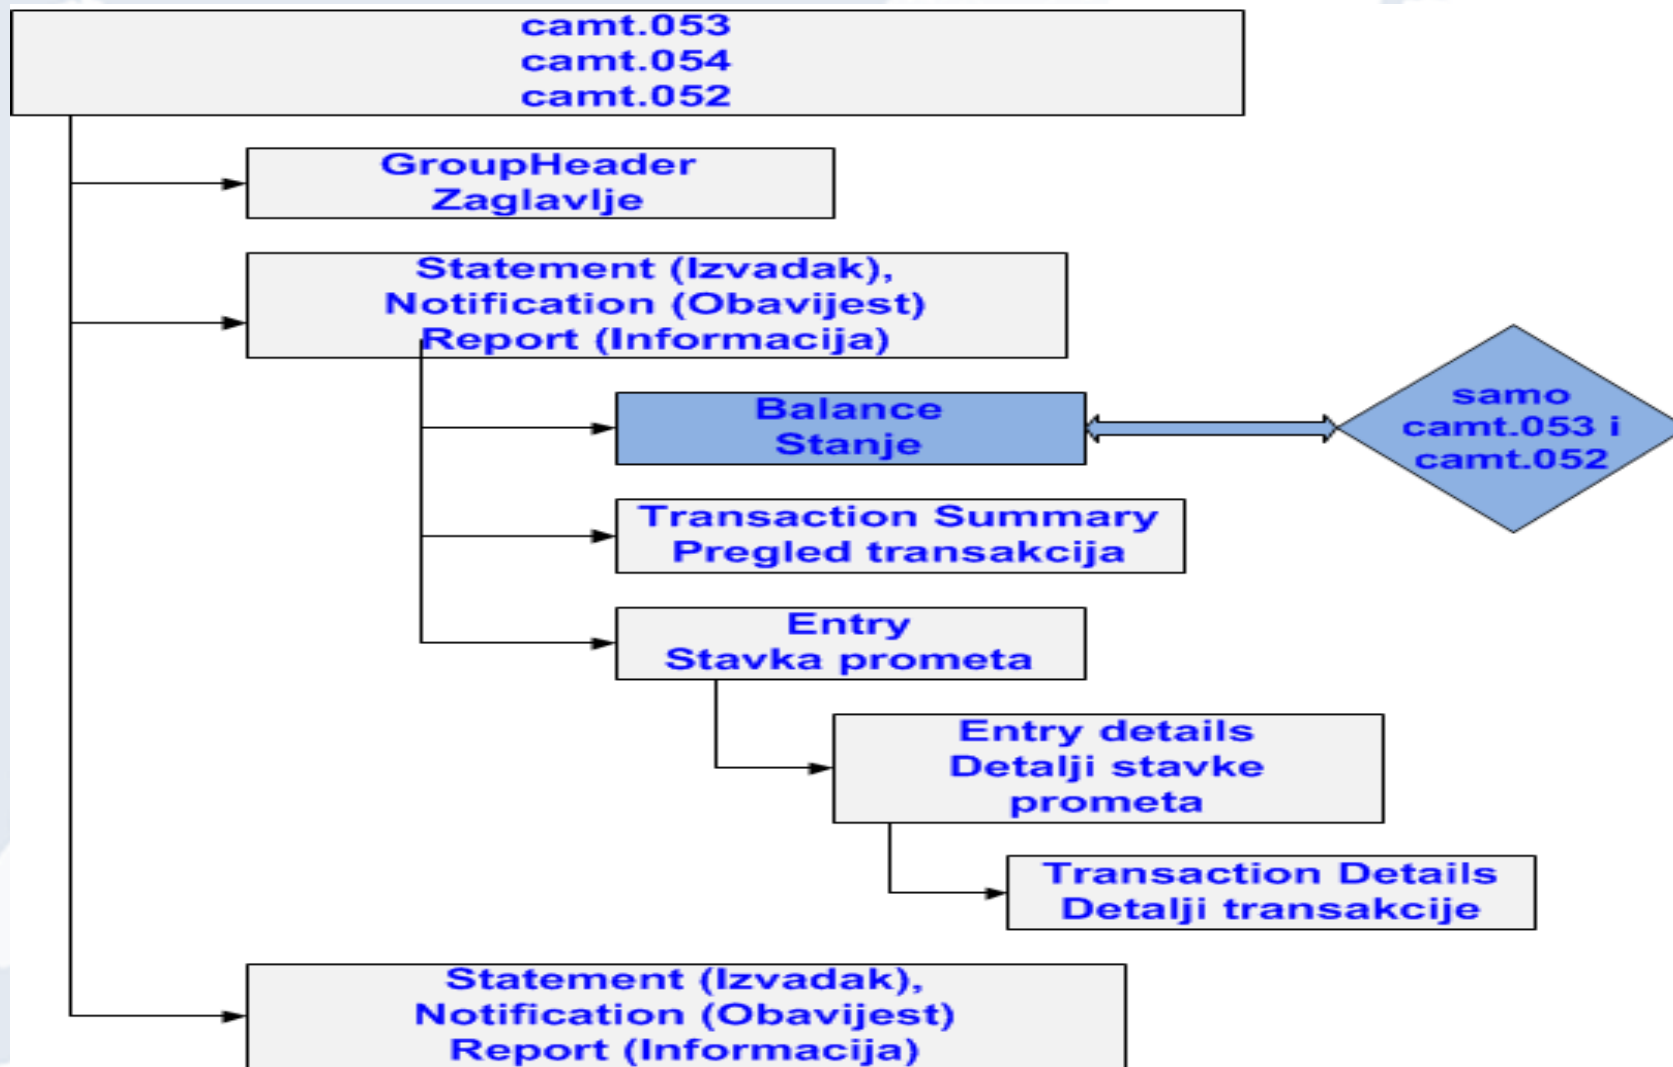 camt.053
camt.054
camt.052
GroupHeader
Zaglavlje
Statement (Izvadak),
Notification (Obavijest)
Report (Informacija)
Balance
Stanje
samo
camt.053 i
camt.052
Transaction Summary
Pregled transakcija
Entry
Stavka prometa
Entry details
Detalji stavke
prometa
Transaction Details
Detalji transakcije
Statement (Izvadak),
Notification (Obavijest)
Report (Informacija)